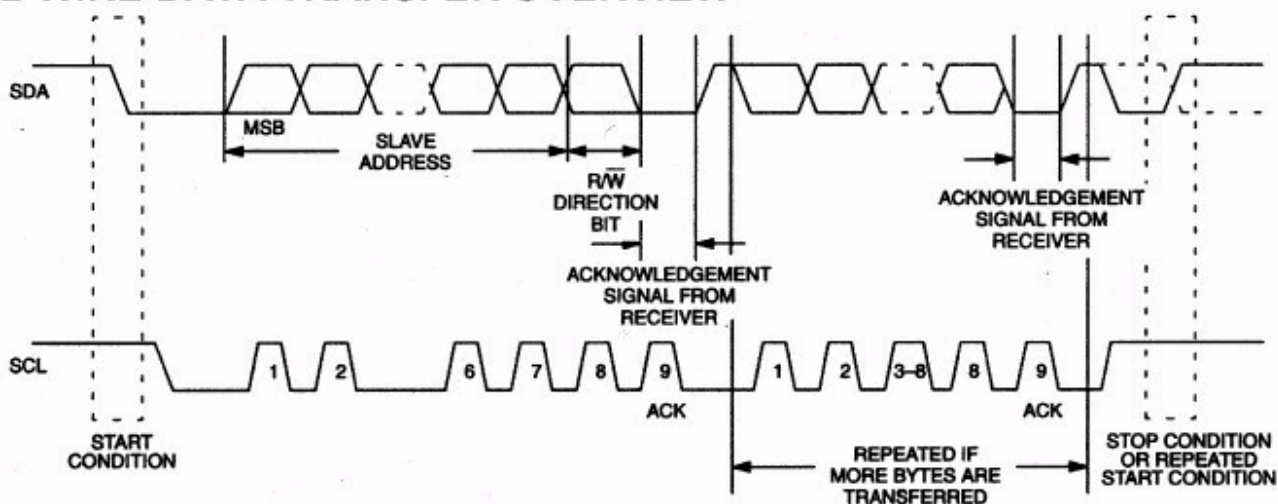 SDA
MSB
SLAVE
ADDRESS
R/W̅
DIRECTION
BIT
ACKNOWLEDGEMENT
SIGNAL FROM
RECEIVER
ACKNOWLEDGEMENT
SIGNAL FROM
RECEIVER
SCL
1 2 6 7 8 9 1 2 3–8 8 9
ACK ACK
START
CONDITION
REPEATED IF
MORE BYTES ARE
TRANSFERRED
STOP CONDITION
OR REPEATED
START CONDITION